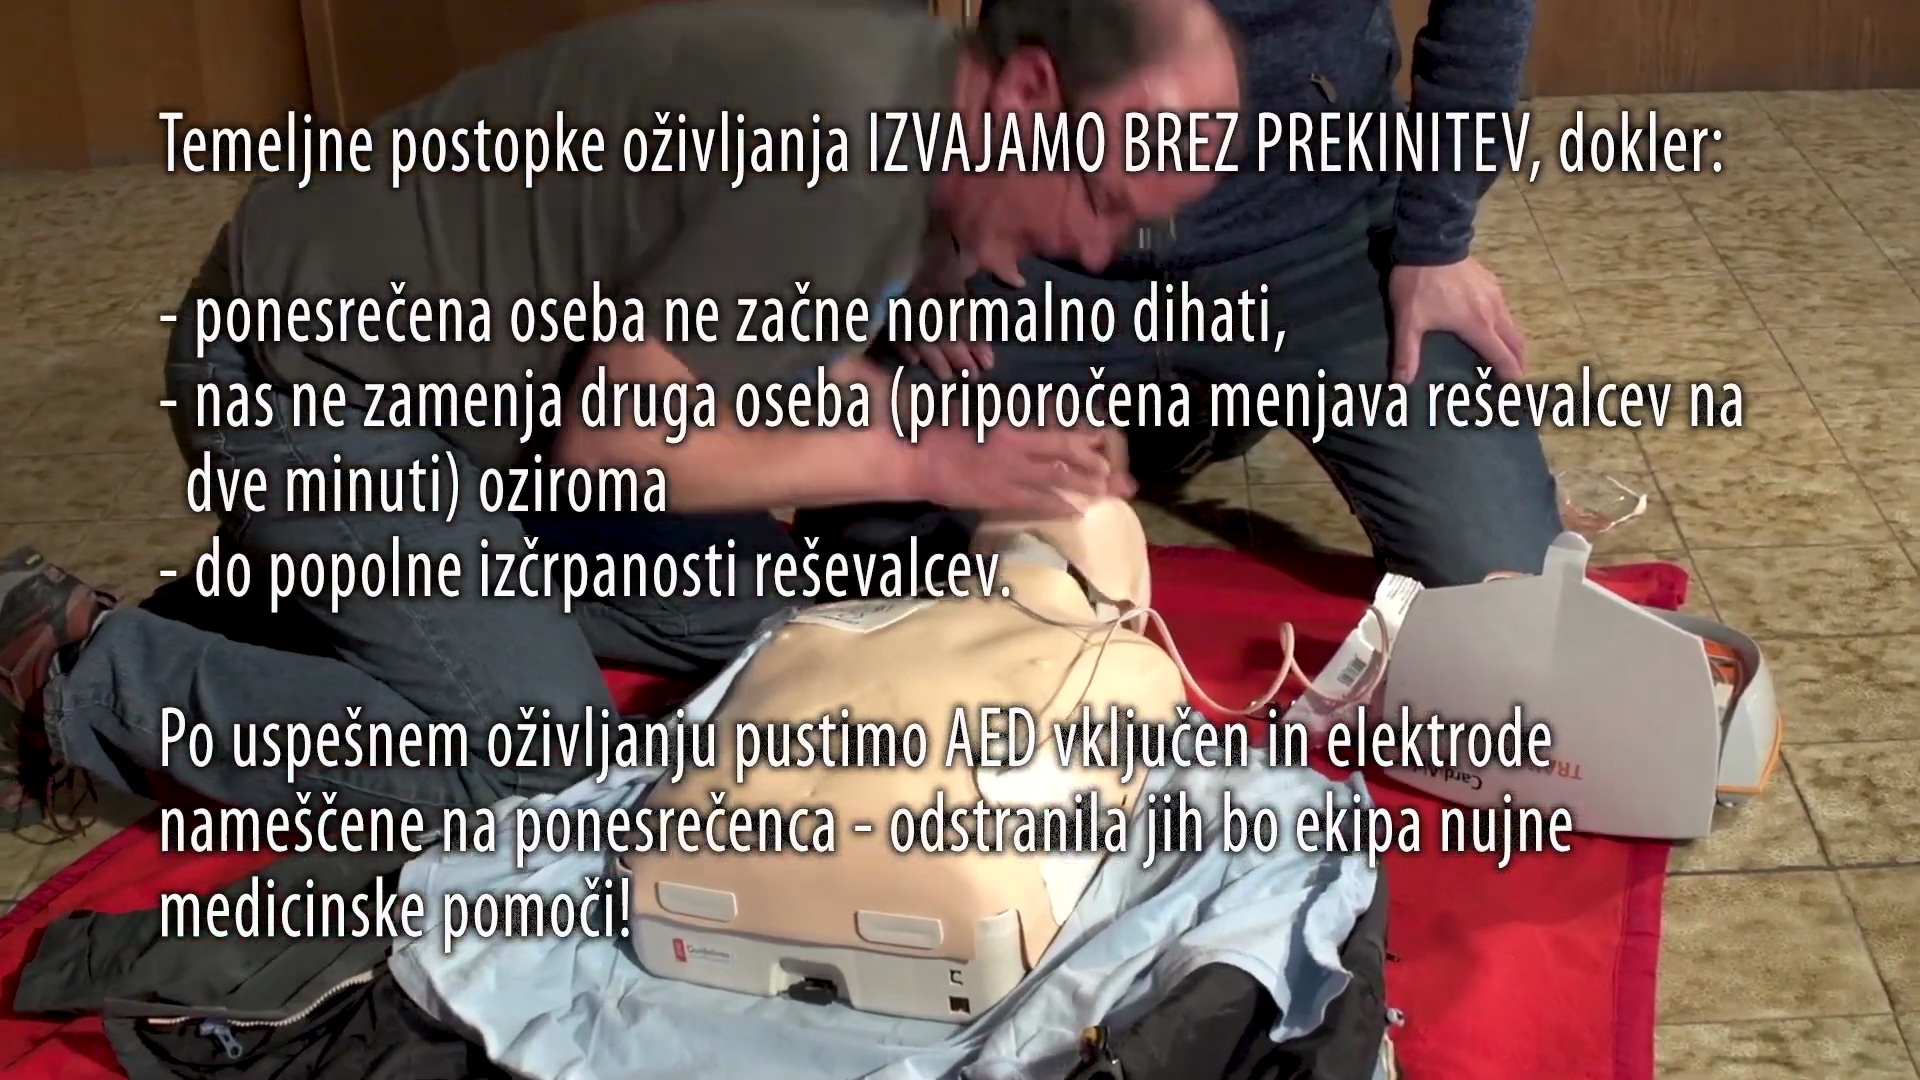 Temeljne postopke oživljanja IZVAJAMO BREZ PREKINITEV, dokler:
- ponesrečena oseba ne začne normalno dihati,
- nas ne zamenja druga oseba (priporočena menjava reševalcev na
dve minuti) oziroma
- do popolne izčrpanosti reševalcev.
Po uspešnem oživljanju pustimo AED vključen in elektrode
nameščene na ponesrečenca - odstranila jih bo ekipa nujne
medicinske pomoči!
Guidelines